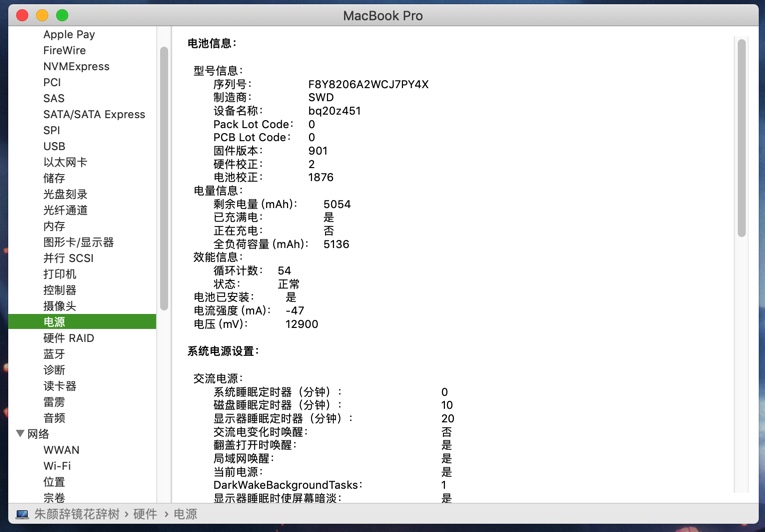 MacBook Pro
Apple Pay
FireWire
NVMExpress
PCI
SAS
SATA/SATA Express
SPI
USB
以太网卡
储存
光盘刻录
光纤通道
内存
图形卡/显示器
并行 SCSI
打印机
控制器
摄像头
电源
硬件 RAID
蓝牙
诊断
读卡器
雷雳
音频
网络
WWAN
Wi-Fi
位置
宗卷
电池信息：
型号信息：
序列号： F8Y8206A2WCJ7PY4X
制造商： SWD
设备名称： bq20z451
Pack Lot Code： 0
PCB Lot Code： 0
固件版本： 901
硬件校正： 2
电池校正： 1876
电量信息：
剩余电量 (mAh)： 5054
已充满电： 是
正在充电： 否
全负荷容量 (mAh)： 5136
效能信息：
循环计数： 54
状态： 正常
电池已安装： 是
电流强度 (mA)： -47
电压 (mV)： 12900
系统电源设置：
交流电源：
系统睡眠定时器（分钟）： 0
磁盘睡眠定时器（分钟）： 10
显示器睡眠定时器（分钟）： 20
交流电变化时唤醒： 否
翻盖打开时唤醒： 是
局域网唤醒： 是
当前电源： 是
DarkWakeBackgroundTasks： 1
显示器睡眠时使屏幕暗淡： 是
朱颜辞镜花辞树 › 硬件 › 电源